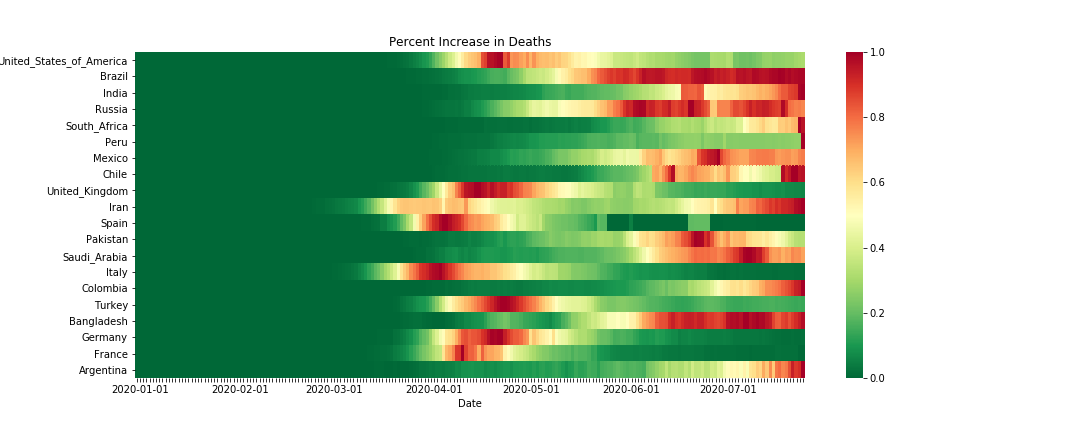 Percent Increase in Deaths
United_States_of_America
Brazil
India
Russia
South_Africa
Peru
Mexico
Chile
United_Kingdom
Iran
Spain
Pakistan
Saudi_Arabia
Italy
Colombia
Turkey
Bangladesh
Germany
France
Argentina
2020-01-01 2020-02-01 2020-03-01 2020-04-01 2020-05-01 2020-06-01 2020-07-01
Date
1.0
0.8
0.6
0.4
0.2
0.0